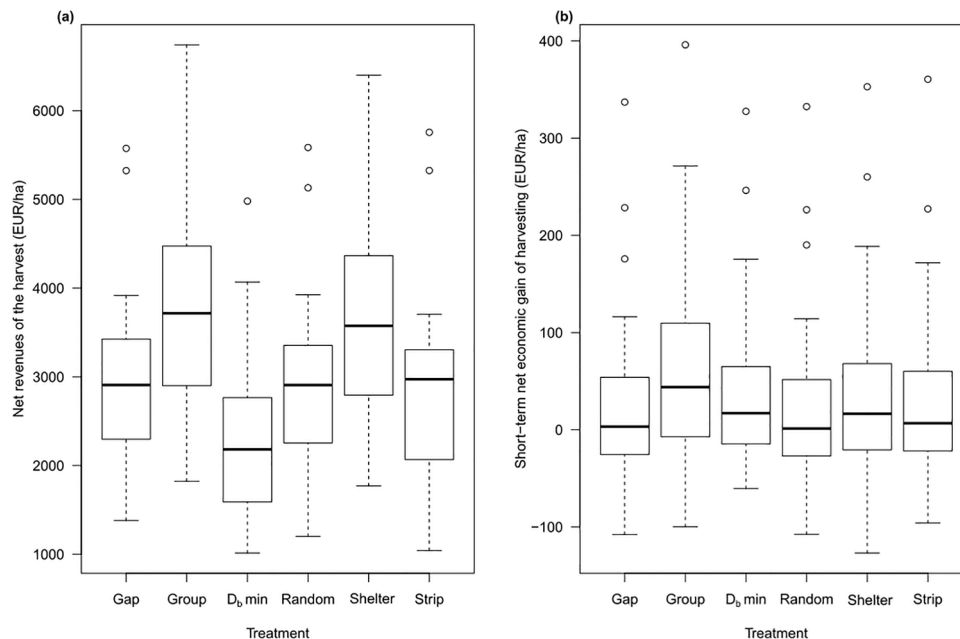 (a)
Net revenues of the harvest (EUR/ha)
6000
5000
4000
3000
2000
1000
Gap Group Db min Random Shelter Strip
Treatment
(b)
Short−term net economic gain of harvesting (EUR/ha)
400
300
200
100
0
−100
Gap Group Db min Random Shelter Strip
Treatment